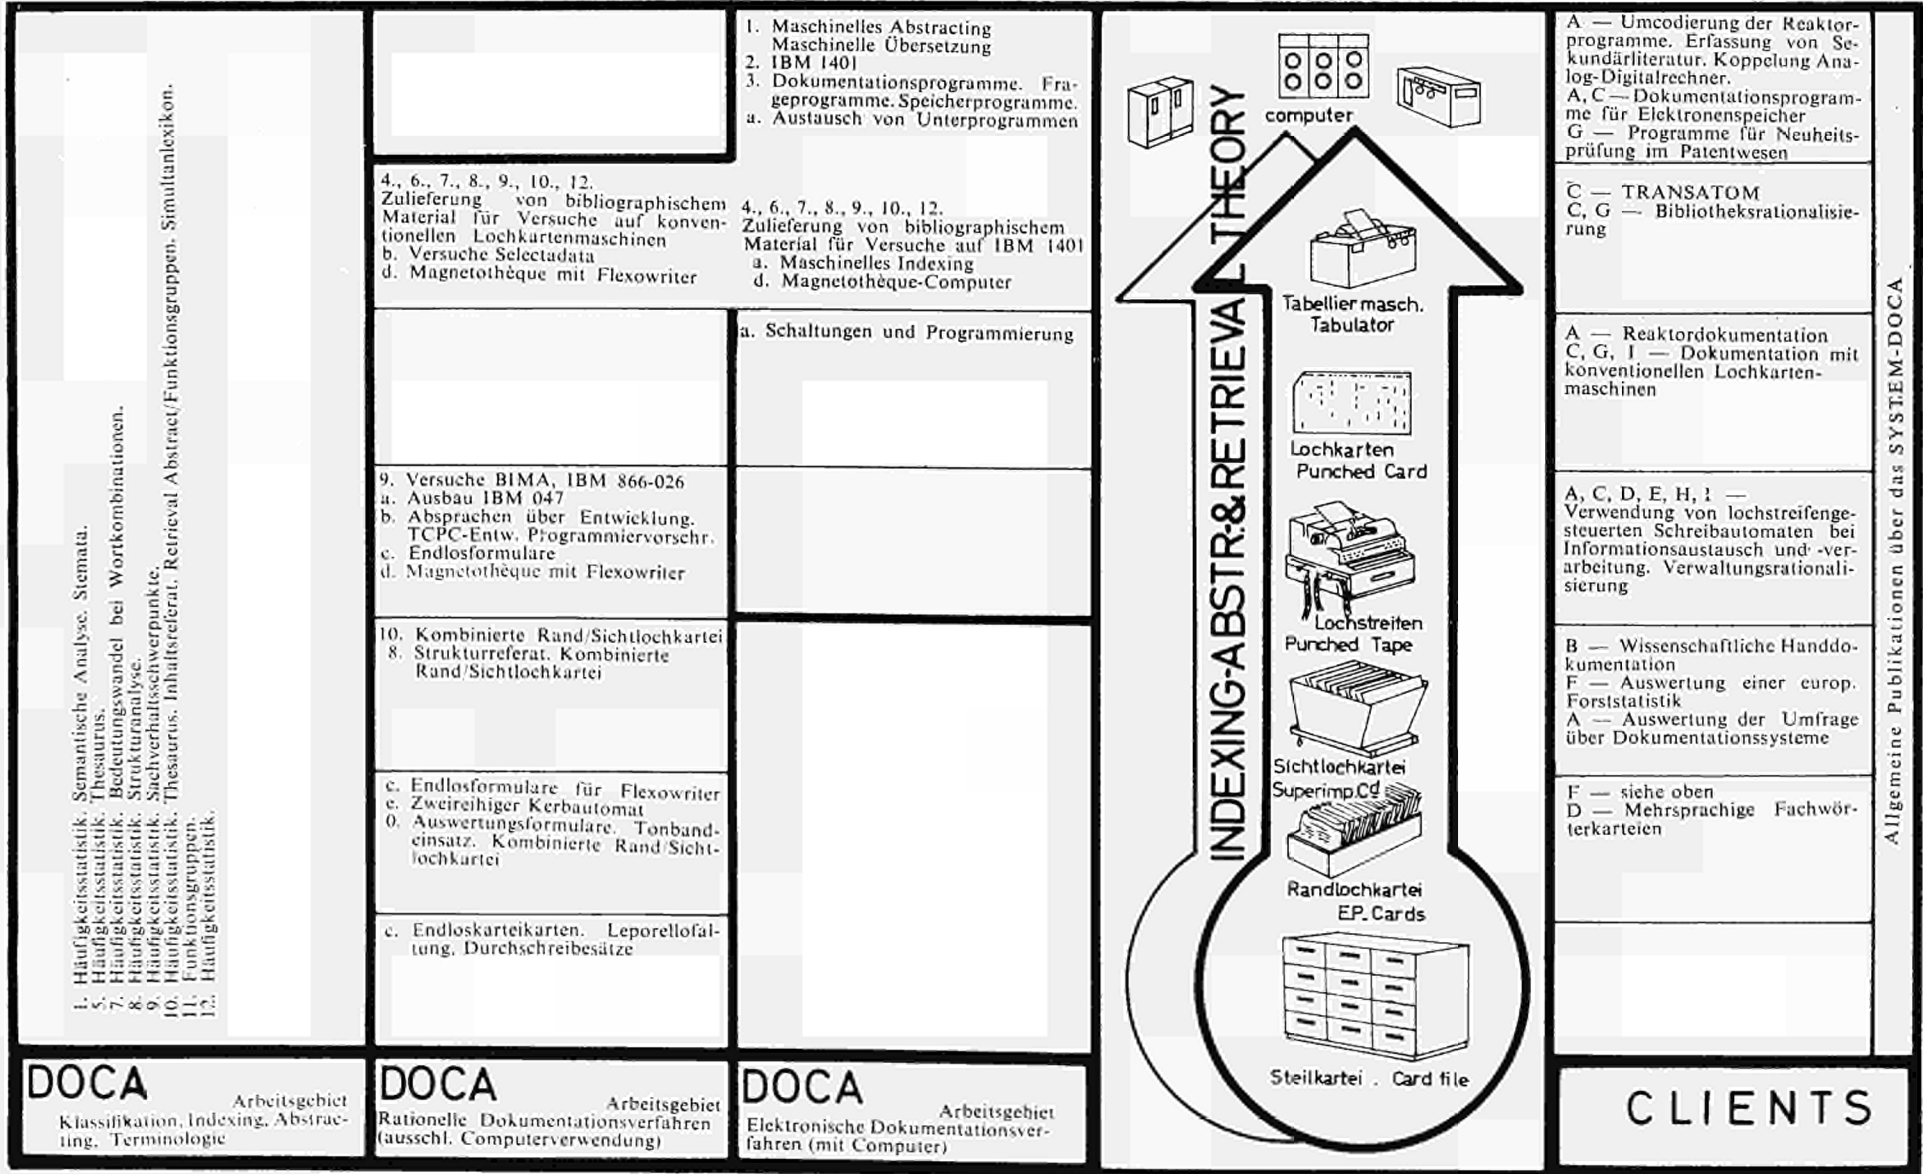 1. Häufigkeitsstatistik. Semantische Analyse. Stemata.
5. Häufigkeitsstatistik. Thesaurus.
7. Häufigkeitsstatistik. Bedeutungswandel bei Wortkombinationen.
8. Häufigkeitsstatistik. Strukturanalyse.
9. Häufigkeitsstatistik. Sachverhaltsschwerpunkte.
10. Häufigkeitsstatistik. Thesaurus. Inhaltsreferat. Retrieval Abstract/Funktionsgruppen. Simultanlexikon.
11. Funktionsgruppen.
12. Häufigkeitsstatistik.
DOCA
Arbeitsgebiet
Klassifikation, Indexing, Abstrac-
ting, Terminologie
4., 6., 7., 8., 9., 10., 12.
Zulieferung von bibliographischem
Material für Versuche auf konven-
tionellen Lochkartenmaschinen
b. Versuche Selectadata
d. Magnetothèque mit Flexowriter
9. Versuche BIMA, IBM 866-026
a. Ausbau IBM 047
b. Absprachen über Entwicklung.
TCPC-Entw. Programmiervorschr.
c. Endlosformulare
d. Magnetothèque mit Flexowriter
10. Kombinierte Rand/Sichtlochkartei
8. Strukturreferat. Kombinierte
Rand/Sichtlochkartei
c. Endlosformulare für Flexowriter
e. Zweireihiger Kerbautomat
0. Auswertungsformulare. Tonband-
einsatz. Kombinierte Rand/Sicht-
lochkartei
c. Endloskarteikarten. Leporellofal-
tung, Durchschreibesätze
DOCA
Arbeitsgebiet
Rationelle Dokumentationsverfahren
(ausschl. Computerverwendung)
1. Maschinelles Abstracting
Maschinelle Übersetzung
2. IBM 1401
3. Dokumentationsprogramme. Fra-
geprogramme. Speicherprogramme.
a. Austausch von Unterprogrammen
4., 6., 7., 8., 9., 10., 12.
Zulieferung von bibliographischem
Material für Versuche auf IBM 1401
a. Maschinelles Indexing
d. Magnetothèque-Computer
a. Schaltungen und Programmierung
DOCA
Arbeitsgebiet
Elektronische Dokumentationsver-
fahren (mit Computer)
INDEXING-ABSTR.&RETRIEVAL THEORY
computer
Tabelliermasch.
Tabulator
Lochkarten
Punched Card
Lochstreifen
Punched Tape
Sichtlochkartei
Superimp.Cd
Randlochkartei
E.P. Cards
Steilkartei . Card file
A — Umcodierung der Reaktor-
programme. Erfassung von Se-
kundärliteratur. Koppelung Ana-
log-Digitalrechner.
A, C — Dokumentationsprogram-
me für Elektronenspeicher
G — Programme für Neuheits-
prüfung im Patentwesen
C — TRANSATOM
C, G — Bibliotheksrationalisie-
rung
A — Reaktordokumentation
C, G, I — Dokumentation mit
konventionellen Lochkarten-
maschinen
A, C, D, E, H, I —
Verwendung von lochstreifenge-
steuerten Schreibautomaten bei
Informationsaustausch und -ver-
arbeitung. Verwaltungsrationali-
sierung
B — Wissenschaftliche Handdo-
kumentation
F — Auswertung einer europ.
Forststatistik
A — Auswertung der Umfrage
über Dokumentationssysteme
F — siehe oben
D — Mehrsprachige Fachwör-
terkarteien
CLIENTS
Allgemeine Publikationen über das SYSTEM-DOCA